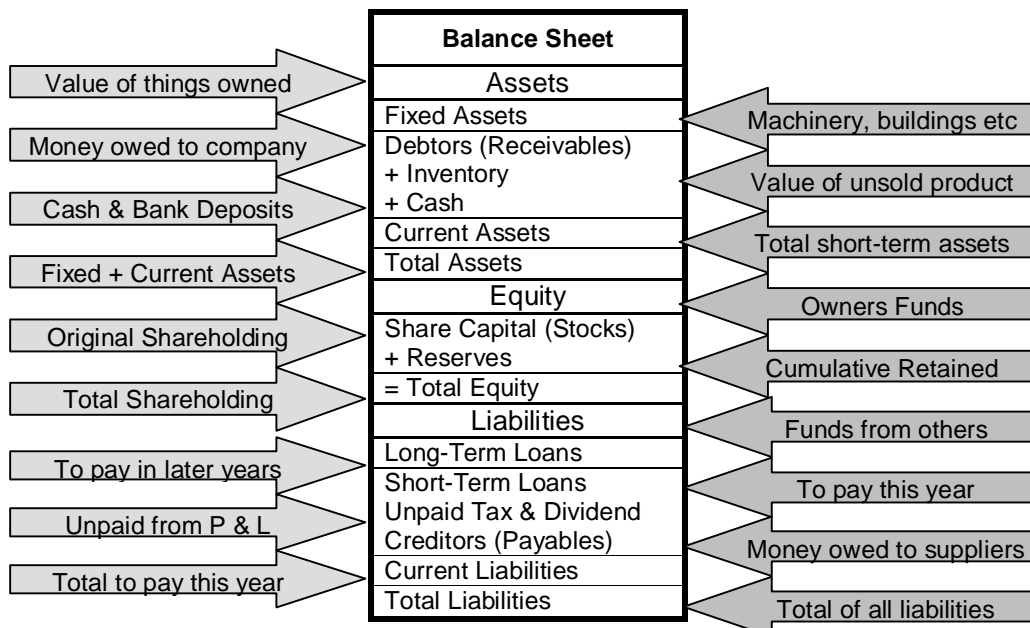 Balance Sheet
Value of things owned
Assets
Fixed Assets
Machinery, buildings etc
Money owed to company
Debtors (Receivables)
+ Inventory
Value of unsold product
Cash & Bank Deposits
+ Cash
Current Assets
Total short-term assets
Fixed + Current Assets
Total Assets
Equity
Owners Funds
Original Shareholding
Share Capital (Stocks)
+ Reserves
Cumulative Retained
Total Shareholding
= Total Equity
Liabilities
Funds from others
To pay in later years
Long-Term Loans
Short-Term Loans
To pay this year
Unpaid from P & L
Unpaid Tax & Dividend
Creditors (Payables)
Money owed to suppliers
Total to pay this year
Current Liabilities
Total Liabilities
Total of all liabilities